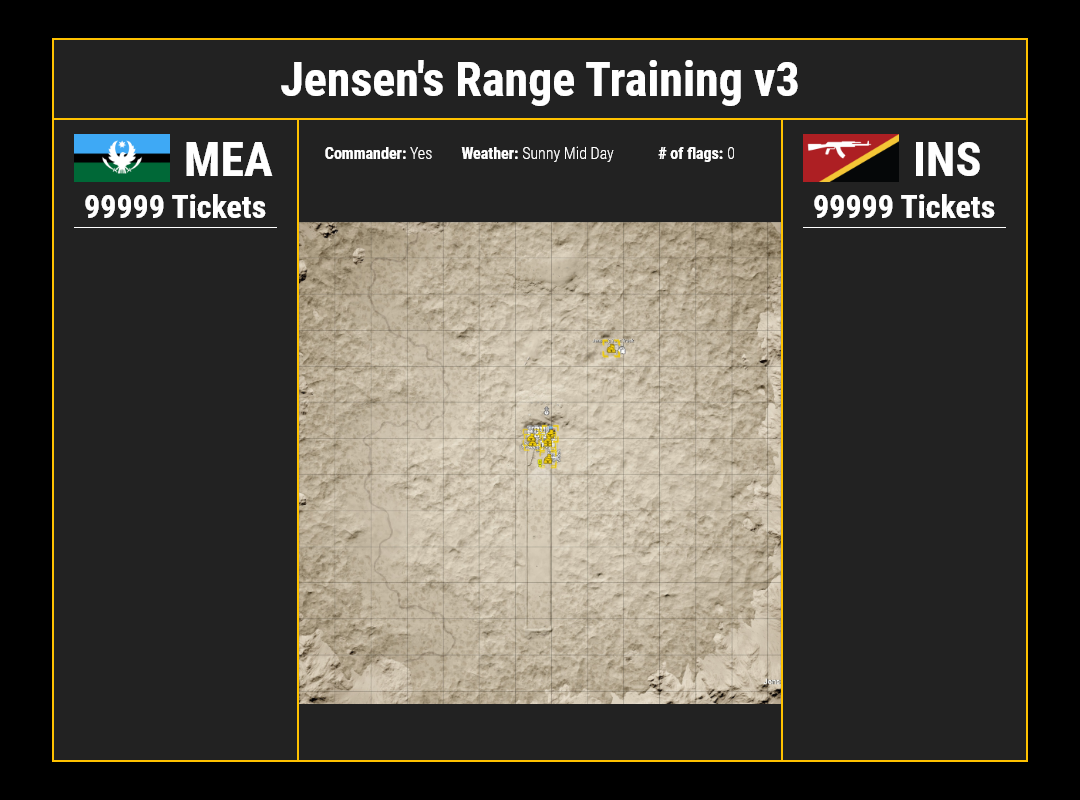 Jensen's Range Training v3
MEA
99999 Tickets
Commander: Yes
Weather: Sunny Mid Day
# of flags: 0
INS
99999 Tickets